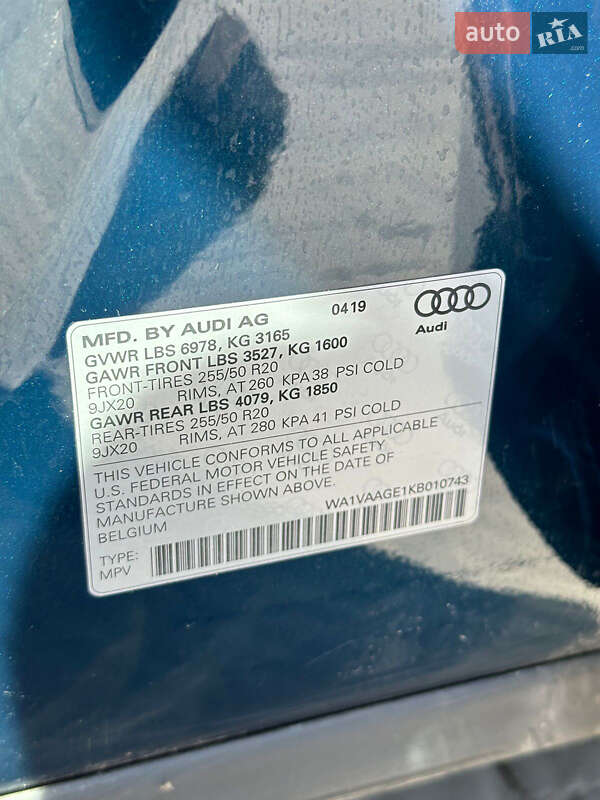 auto RIA .com
0419
Audi
MFD. BY AUDI AG
GVWR LBS 6978, KG 3165
GAWR FRONT LBS 3527, KG 1600
FRONT-TIRES 255/50 R20
9JX20 RIMS, AT 260 KPA 38 PSI COLD
GAWR REAR LBS 4079, KG 1850
REAR-TIRES 255/50 R20
9JX20 RIMS, AT 280 KPA 41 PSI COLD
THIS VEHICLE CONFORMS TO ALL APPLICABLE
U.S. FEDERAL MOTOR VEHICLE SAFETY
STANDARDS IN EFFECT ON THE DATE OF
MANUFACTURE SHOWN ABOVE.
BELGIUM
WA1VAAGE1KB010743
TYPE:
MPV